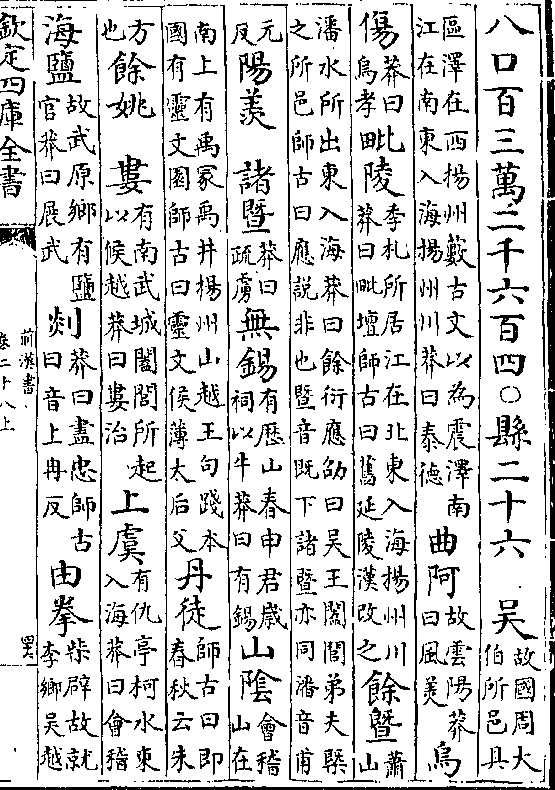 八口百三萬二千六百四〇縣二十六 吳故國周大伯所邑具
區澤在西揚州藪古文以為震澤南江在南東入海揚州川莽曰泰德 曲阿故雲陽莽曰風美 烏
傷莽曰烏孝 毗陵季札所居江在北東入海揚州川莽曰毗壇師古曰舊延陵漢改之 餘暨蕭山
潘水所出東入海莽曰餘衍應劭曰吳王闔閭弟夫槩之所邑師古曰應說非也暨音既下諸暨亦同潘音甫
元反 陽羨 諸暨莽曰疏虜 無錫有歷山春申君歲祠以牛莽曰有錫 山陰會稽山在
南上有禹冢禹井揚州山越王句踐本國有靈文園師古曰靈文侯薄太后父 丹徒師古曰即春秋云朱
方也 餘姚 婁有南武城闔閭所起以候越莽曰婁治 上虞有仇亭柯水東入海莽曰會稽
海鹽故武原鄉有鹽官莽曰展武 剡莽曰盡忠師古曰音上冉反 由拳柴辟故就李鄉吳越
欽定四庫全書
前漢書
卷二十八上